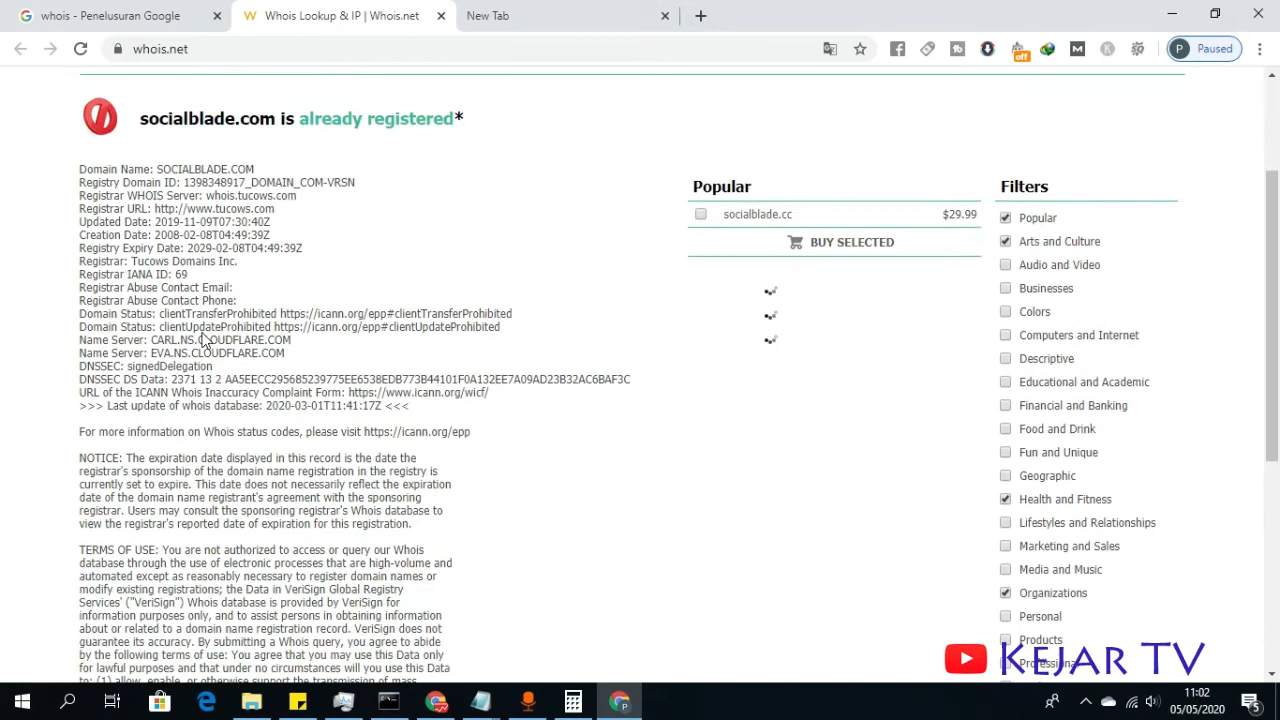 whois - Penelusuran Google
Whois Lookup & IP | Whois.net
New Tab
whois.net
off
P Paused
socialblade.com is already registered*
Domain Name: SOCIALBLADE.COM
Registry Domain ID: 1398348917_DOMAIN_COM-VRSN
Registrar WHOIS Server: whois.tucows.com
Registrar URL: http://www.tucows.com
Updated Date: 2019-11-09T07:30:40Z
Creation Date: 2008-02-08T04:49:39Z
Registry Expiry Date: 2029-02-08T04:49:39Z
Registrar: Tucows Domains Inc.
Registrar IANA ID: 69
Registrar Abuse Contact Email:
Registrar Abuse Contact Phone:
Domain Status: clientTransferProhibited https://icann.org/epp#clientTransferProhibited
Domain Status: clientUpdateProhibited https://icann.org/epp#clientUpdateProhibited
Name Server: CARL.NS.CLOUDFLARE.COM
Name Server: EVA.NS.CLOUDFLARE.COM
DNSSEC: signedDelegation
DNSSEC DS Data: 2371 13 2 AA5EECC295685239775EE6538EDB773B44101F0A132EE7A09AD23B32AC6BAF3C
URL of the ICANN Whois Inaccuracy Complaint Form: https://www.icann.org/wicf/
>>> Last update of whois database: 2020-03-01T11:41:17Z <<<
For more information on Whois status codes, please visit https://icann.org/epp
NOTICE: The expiration date displayed in this record is the date the
registrar's sponsorship of the domain name registration in the registry is
currently set to expire. This date does not necessarily reflect the expiration
date of the domain name registrant's agreement with the sponsoring
registrar. Users may consult the sponsoring registrar's Whois database to
view the registrar's reported date of expiration for this registration.
TERMS OF USE: You are not authorized to access or query our Whois
database through the use of electronic processes that are high-volume and
automated except as reasonably necessary to register domain names or
modify existing registrations; the Data in VeriSign Global Registry
Services' ("VeriSign") Whois database is provided by VeriSign for
information purposes only, and to assist persons in obtaining information
about or related to a domain name registration record. VeriSign does not
guarantee its accuracy. By submitting a Whois query, you agree to abide
by the following terms of use: You agree that you may use this Data only
for lawful purposes and that under no circumstances will you use this Data
to: (1) allow, enable, or otherwise support the transmission of mass
Popular
socialblade.cc $29.99
BUY SELECTED
Filters
Popular
Arts and Culture
Audio and Video
Businesses
Colors
Computers and Internet
Descriptive
Educational and Academic
Financial and Banking
Food and Drink
Fun and Unique
Geographic
Health and Fitness
Lifestyles and Relationships
Marketing and Sales
Media and Music
Organizations
Personal
Products
Professional
KEJAR TV
11:02
05/05/2020
5